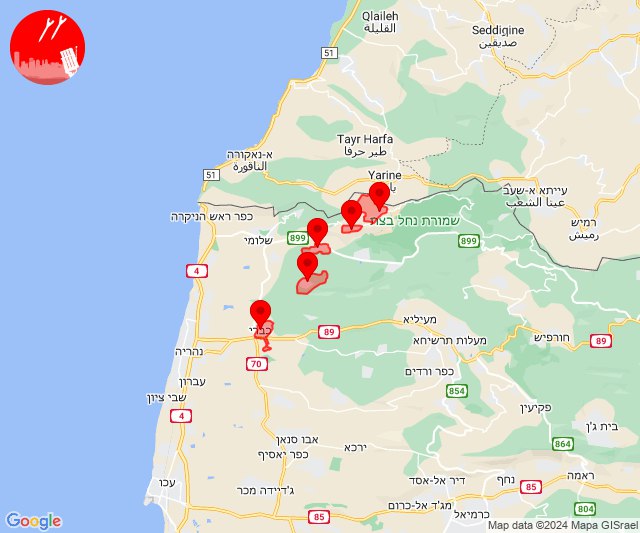 Qlaileh
القليلة
Seddigine
صديقين
51
Tayr Harfa
طير حرفا
א-נאקורה
الناقورة
51
Yarine
עייתא א-שעב
عيتا الشعب
רמיש
رميش
כפר ראש הניקרה
שמורת נחל בצת
899
שלומי
899
4
מעיליא
89
חורפיש
כברי
89
מעלות תרשיחא
נהריה
70
כפר ורדים
עברון
854
שבי ציון
פקיעין
4
בית ג'ן
אבו סנאן
ירכא
864
כפר יאסיף
ראמה
עכו
דיר אל-אסד
נחף
85
ג'דיידה מכר
מג'ד אל-כרום
804
85
כרמיאל
Google
Map data ©2024 Mapa GISrael